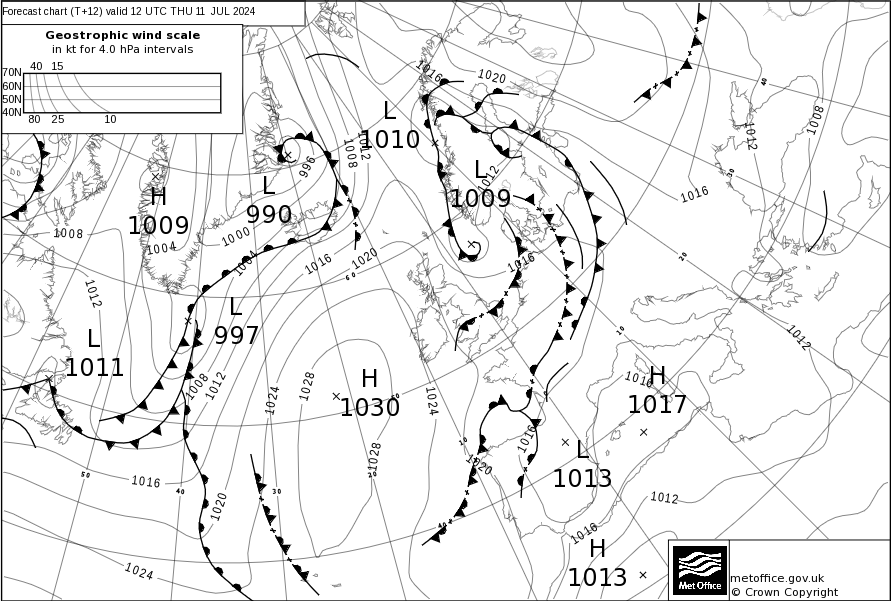 Forecast chart (T+12) valid 12 UTC THU 11 JUL 2024
Geostrophic wind scale
in kt for 4.0 hPa intervals
40 15
70N
60N
50N
40N
80 25 10
1016
1020
40
L
1010
1008
1012
1008
1012
996
L
990
L
1009
1012
30
1016
H
1009
1008
1004
1000
1004
1016
1020
60
1016
20
1012
L
997
10
1012
L
1011
1008
1012
1024
1028
H
1030
1024
1016
H
1017
1016
10
1020
L
1013
1028
50
1016
40
30
20
1020
40
1012
1016
H
1013
1024
Met Office
metoffice.gov.uk
© Crown Copyright